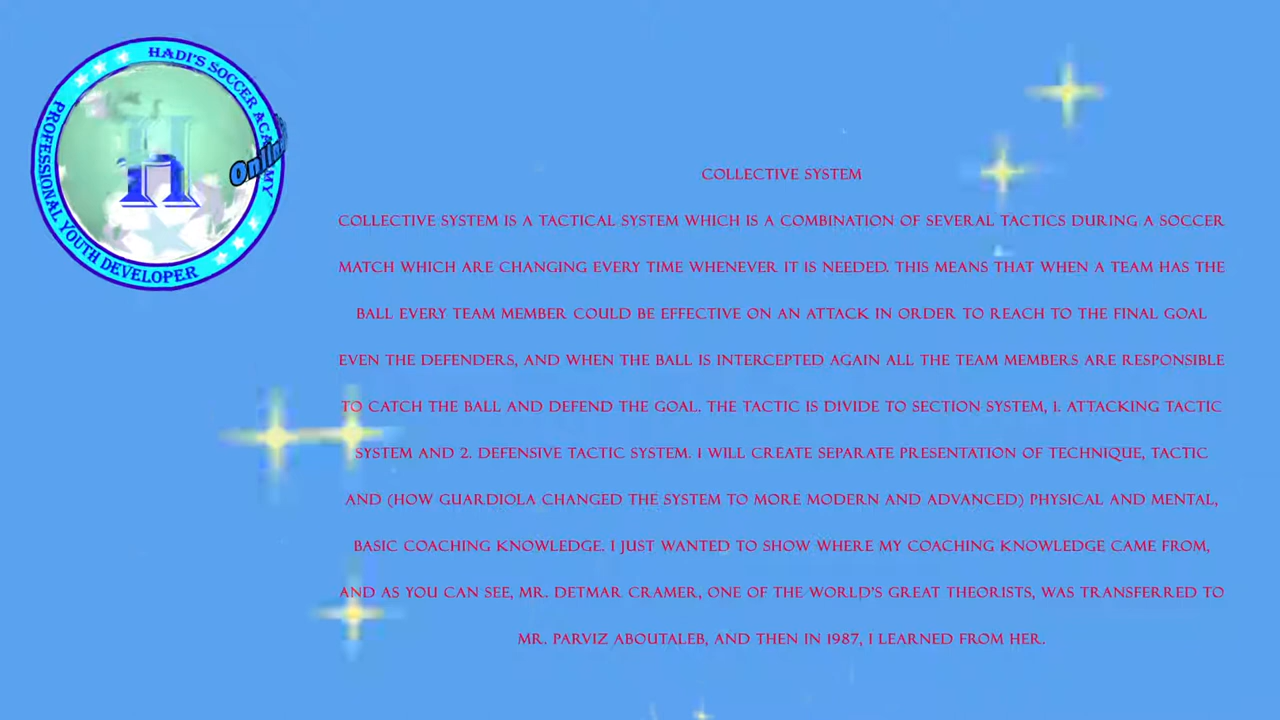 HADI'S SOCCER ACADEMY
PROFESSIONAL YOUTH DEVELOPER
H
Online
COLLECTIVE SYSTEM
COLLECTIVE SYSTEM IS A TACTICAL SYSTEM WHICH IS A COMBINATION OF SEVERAL TACTICS DURING A SOCCER
MATCH WHICH ARE CHANGING EVERY TIME WHENEVER IT IS NEEDED. THIS MEANS THAT WHEN A TEAM HAS THE
BALL EVERY TEAM MEMBER COULD BE EFFECTIVE ON AN ATTACK IN ORDER TO REACH TO THE FINAL GOAL
EVEN THE DEFENDERS, AND WHEN THE BALL IS INTERCEPTED AGAIN ALL THE TEAM MEMBERS ARE RESPONSIBLE
TO CATCH THE BALL AND DEFEND THE GOAL. THE TACTIC IS DIVIDE TO SECTION SYSTEM, 1. ATTACKING TACTIC
SYSTEM AND 2. DEFENSIVE TACTIC SYSTEM. I WILL CREATE SEPARATE PRESENTATION OF TECHNIQUE, TACTIC
AND (HOW GUARDIOLA CHANGED THE SYSTEM TO MORE MODERN AND ADVANCED) PHYSICAL AND MENTAL,
BASIC COACHING KNOWLEDGE. I JUST WANTED TO SHOW WHERE MY COACHING KNOWLEDGE CAME FROM,
AND AS YOU CAN SEE, MR. DETMAR CRAMER, ONE OF THE WORLD'S GREAT THEORISTS, WAS TRANSFERRED TO
MR. PARVIZ ABOUTALEB, AND THEN IN 1987, I LEARNED FROM HER.